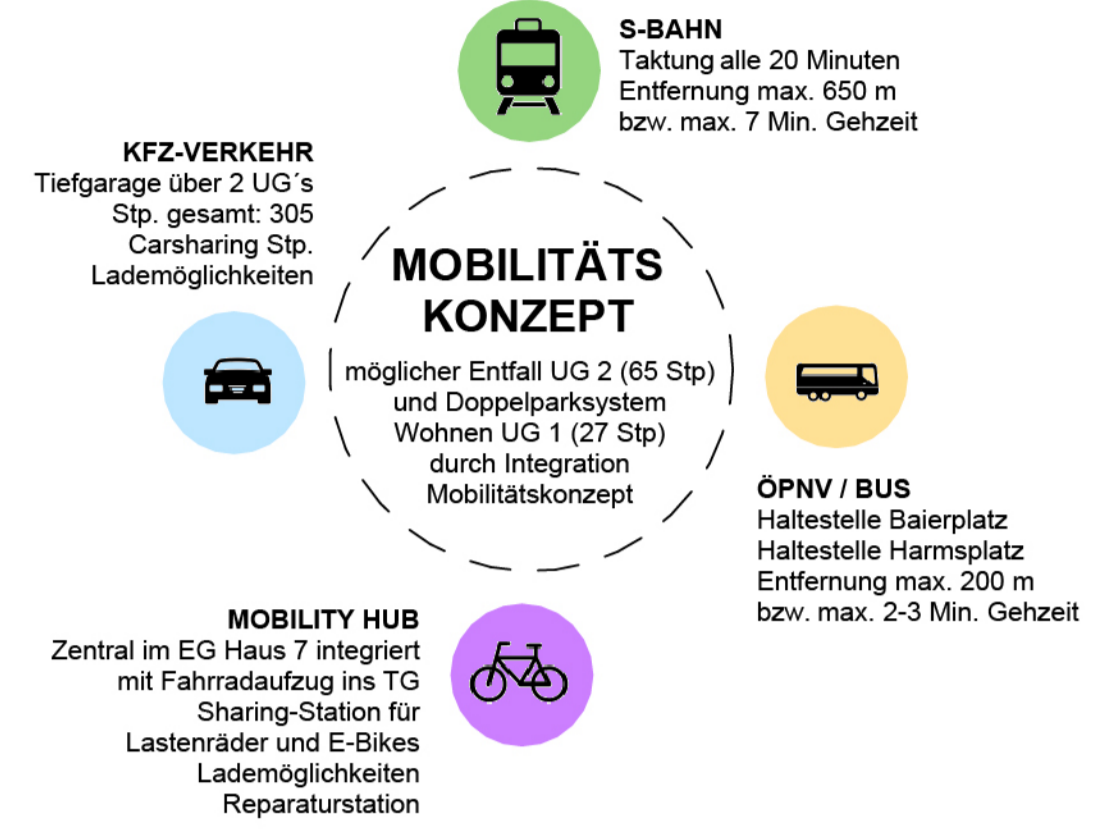 S-BAHN
Taktung alle 20 Minuten
Entfernung max. 650 m
bzw. max. 7 Min. Gehzeit
KFZ-VERKEHR
Tiefgarage über 2 UG´s
Stp. gesamt: 305
Carsharing Stp.
Lademöglichkeiten
MOBILITÄTS
KONZEPT
möglicher Entfall UG 2 (65 Stp)
und Doppelparksystem
Wohnen UG 1 (27 Stp)
durch Integration
Mobilitätskonzept
ÖPNV / BUS
Haltestelle Baierplatz
Haltestelle Harmsplatz
Entfernung max. 200 m
bzw. max. 2-3 Min. Gehzeit
MOBILITY HUB
Zentral im EG Haus 7 integriert
mit Fahrradaufzug ins TG
Sharing-Station für
Lastenräder und E-Bikes
Lademöglichkeiten
Reparaturstation